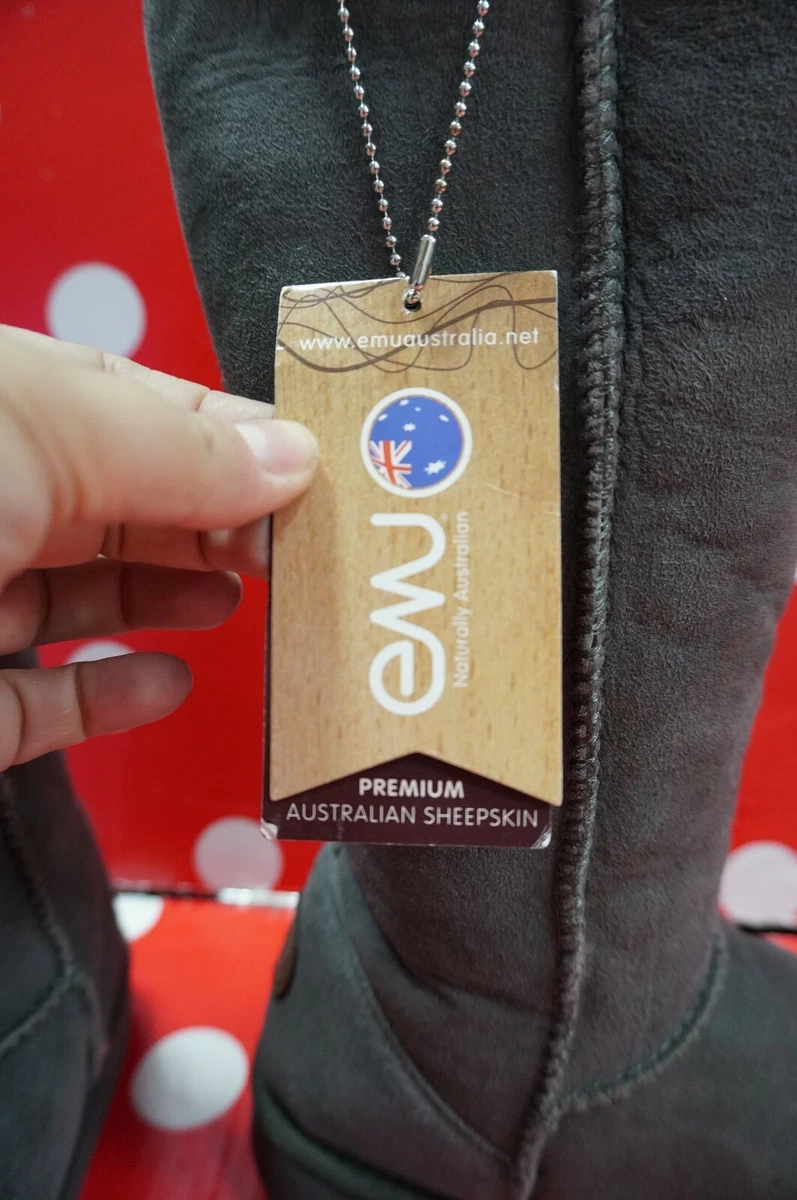 www.emuaustralia.net
emu
Naturally Australian
PREMIUM
AUSTRALIAN SHEEPSKIN